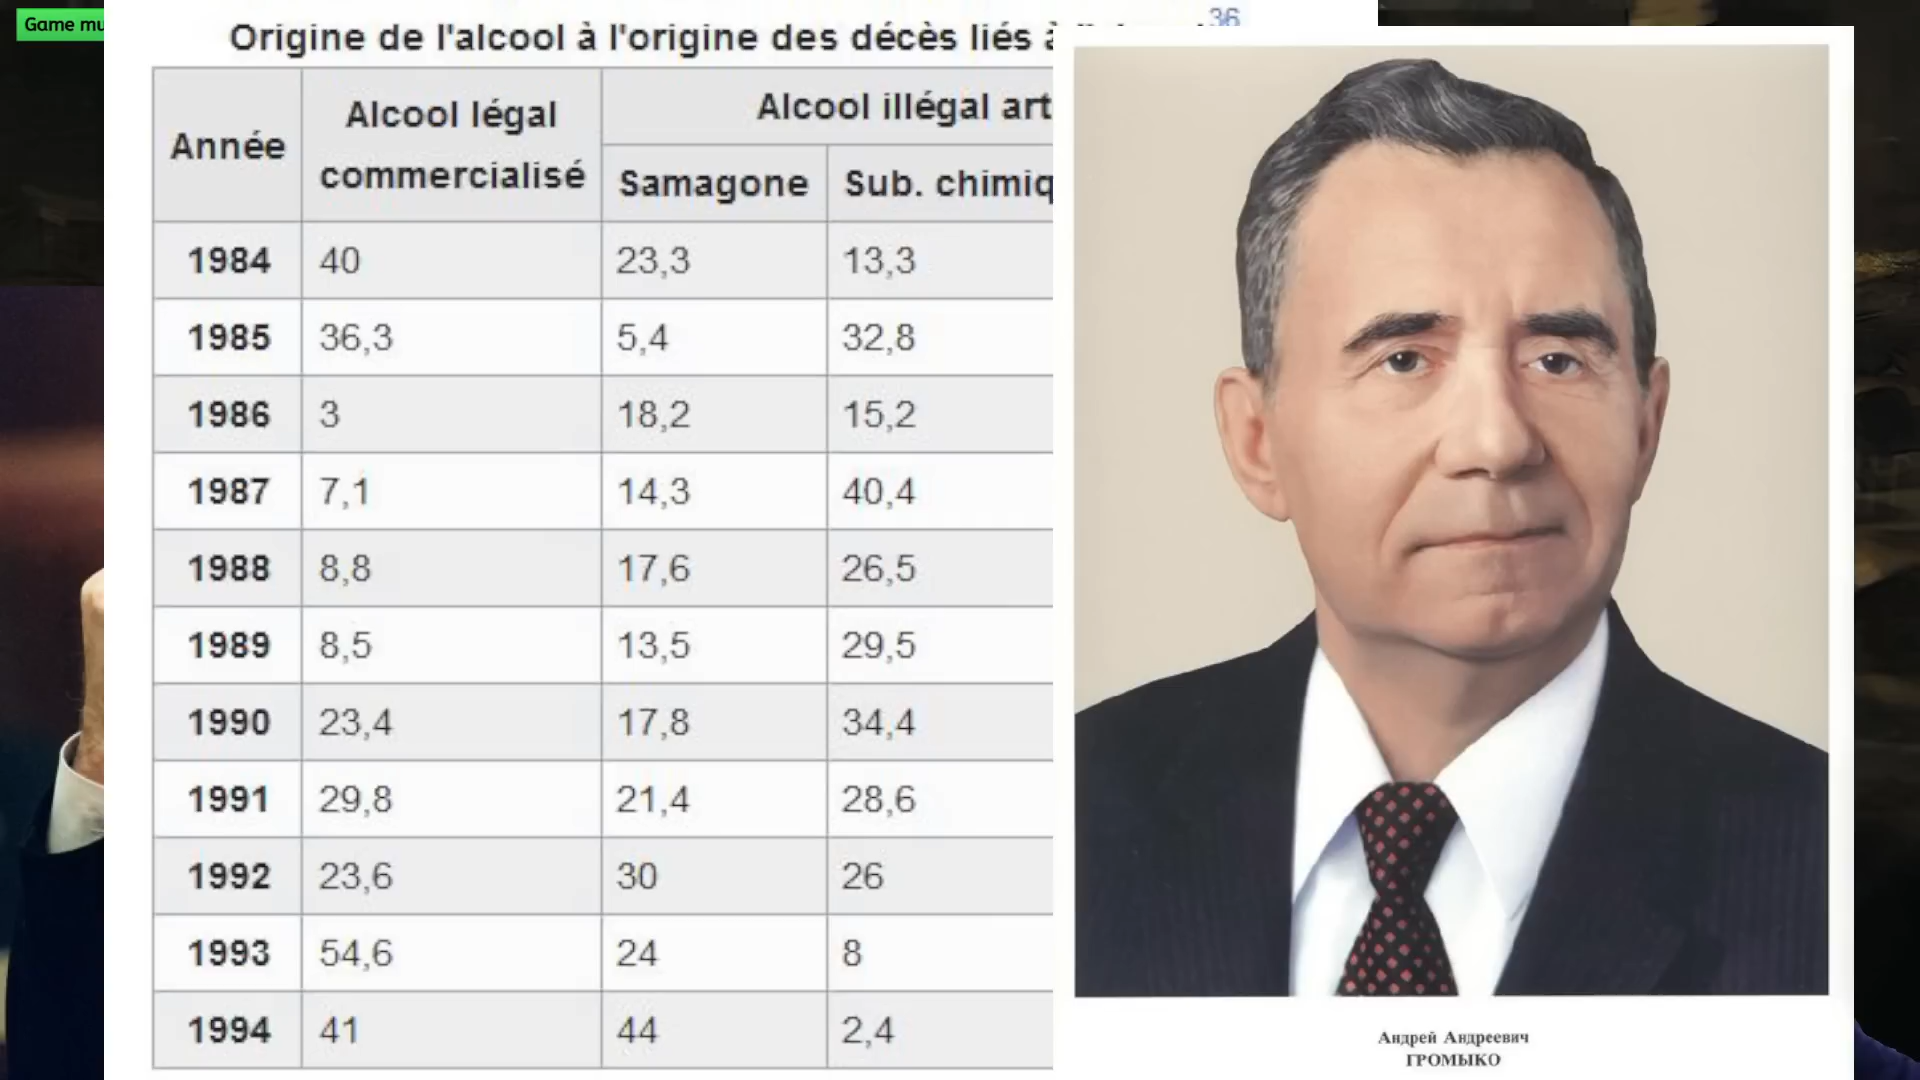 Game mu
36
Origine de l'alcool à l'origine des décès liés à
Année
Alcool légal
commercialisé
Alcool illégal art
Samagone
Sub. chimiq
1984 40 23,3 13,3
1985 36,3 5,4 32,8
1986 3 18,2 15,2
1987 7,1 14,3 40,4
1988 8,8 17,6 26,5
1989 8,5 13,5 29,5
1990 23,4 17,8 34,4
1991 29,8 21,4 28,6
1992 23,6 30 26
1993 54,6 24 8
1994 41 44 2,4
Андрей Андреевич
ГРОМЫКО